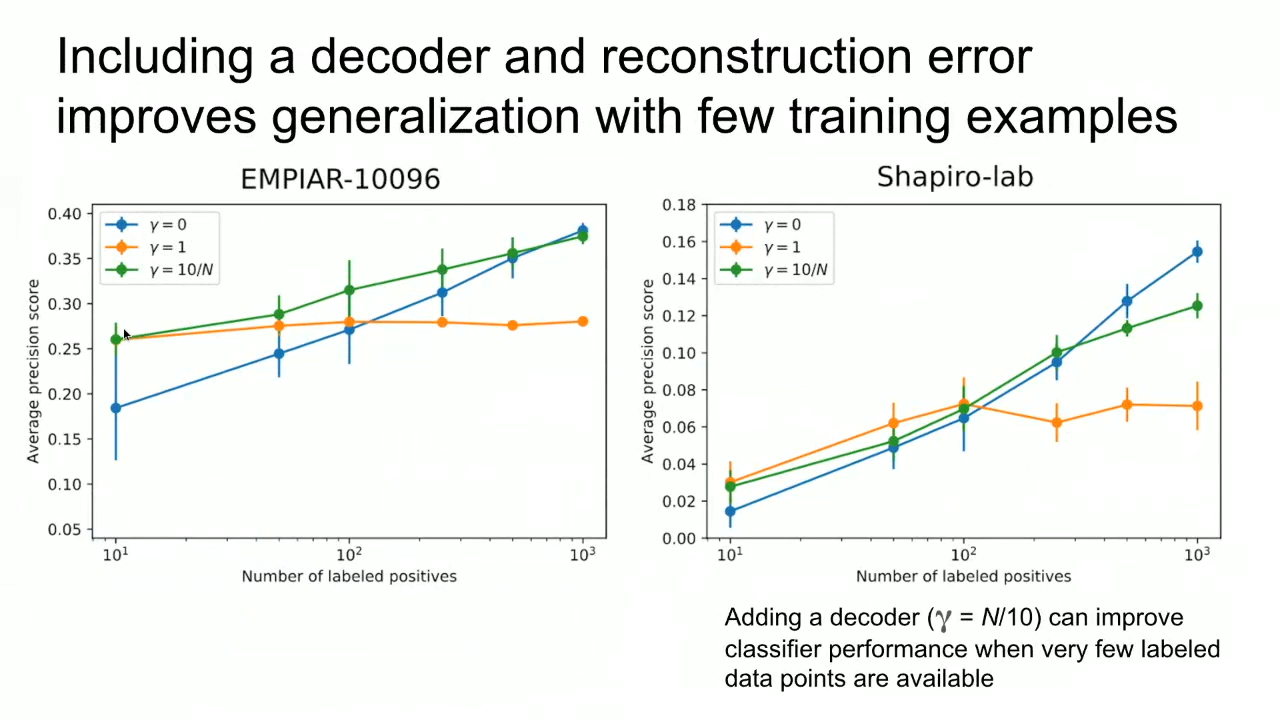 Including a decoder and reconstruction error
improves generalization with few training examples
EMPIAR-10096
γ = 0
γ = 1
γ = 10/N
0.40
0.35
0.30
0.25
0.20
0.15
0.10
0.05
Average precision score
10¹
10²
10³
Number of labeled positives
Shapiro-lab
γ = 0
γ = 1
γ = 10/N
0.18
0.16
0.14
0.12
0.10
0.08
0.06
0.04
0.02
0.00
Average precision score
10¹
10²
10³
Number of labeled positives
Adding a decoder (γ = N/10) can improve
classifier performance when very few labeled
data points are available